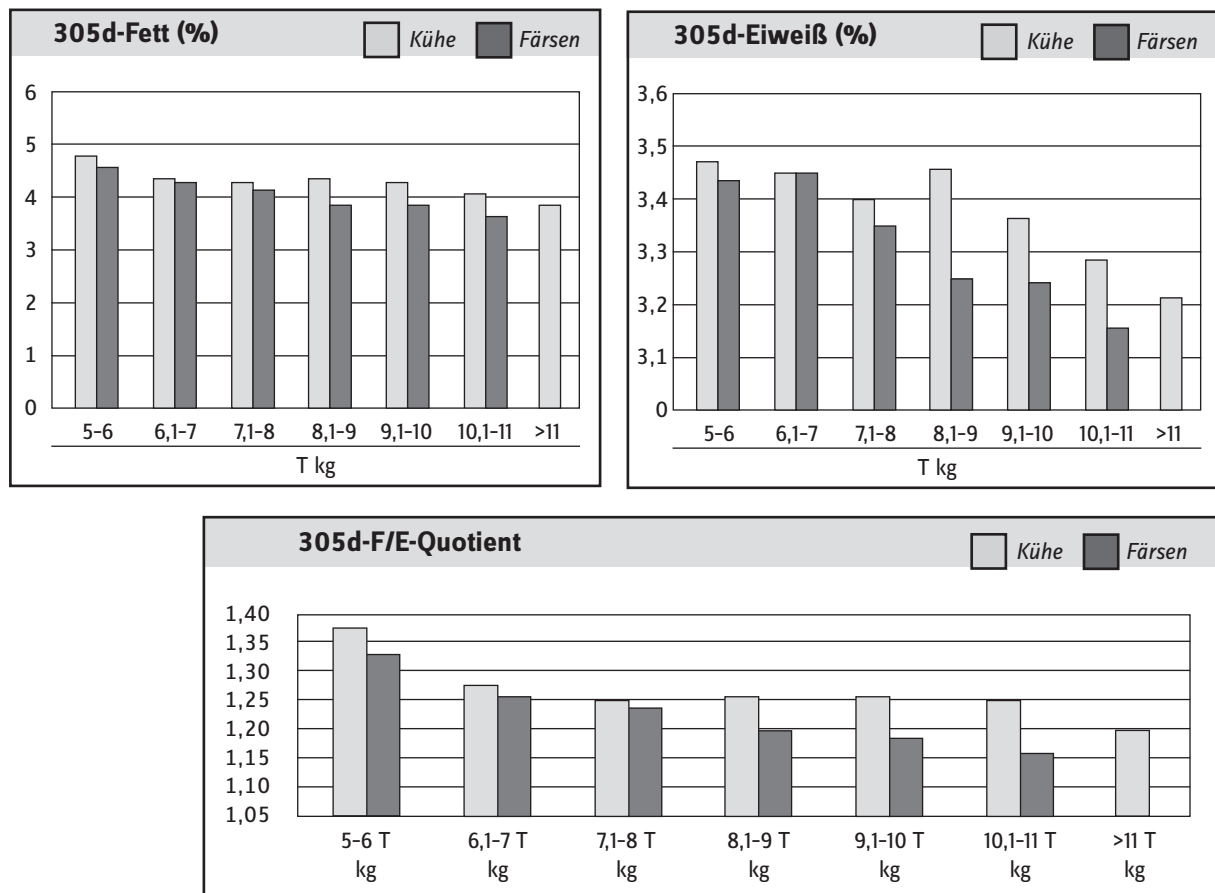 305d-Fett (%)
Kühe Färsen
6
5
4
3
2
1
0
5–6 6,1–7 7,1–8 8,1–9 9,1–10 10,1–11 >11
T kg
305d-Eiweiß (%)
Kühe Färsen
3,6
3,5
3,4
3,3
3,2
3,1
0
5–6 6,1–7 7,1–8 8,1–9 9,1–10 10,1–11 >11
T kg
305d-F/E-Quotient
Kühe Färsen
1,40
1,35
1,30
1,25
1,20
1,15
1,10
1,05
5–6 T 6,1–7 T 7,1–8 T 8,1–9 T 9,1–10 T 10,1–11 T >11 T
kg kg kg kg kg kg kg